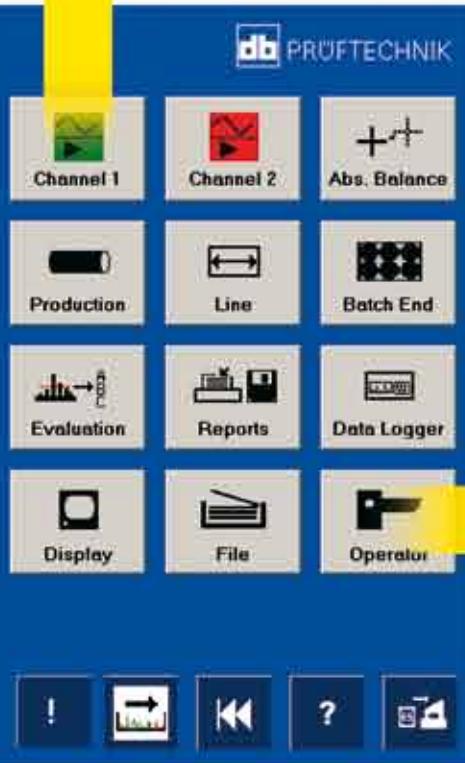 db PRÜFTECHNIK
Channel 1
Channel 2
Abs. Balance
Production
Line
Batch End
Evaluation
Reports
Data Logger
Display
File
Operator
!
?